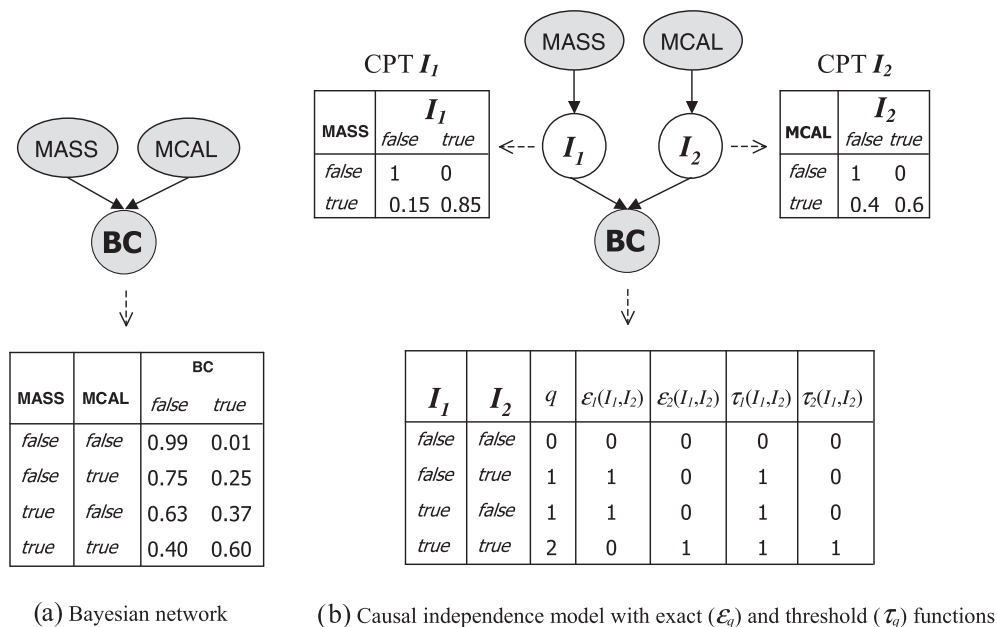 MASS MCAL
BC
BC
MASS MCAL false true
false false 0.99 0.01
false true 0.75 0.25
true false 0.63 0.37
true true 0.40 0.60
(a) Bayesian network
MASS MCAL
CPT I₁
I₁
MASS false true
false 1 0
true 0.15 0.85
I₁ I₂
CPT I₂
I₂
MCAL false true
false 1 0
true 0.4 0.6
BC
I₁ I₂ q ε₁(I₁,I₂) ε₂(I₁,I₂) τ₁(I₁,I₂) τ₂(I₁,I₂)
false false 0 0 0 0 0
false true 1 1 0 1 0
true false 1 1 0 1 0
true true 2 0 1 1 1
(b) Causal independence model with exact (ε_q) and threshold (τ_q) functions